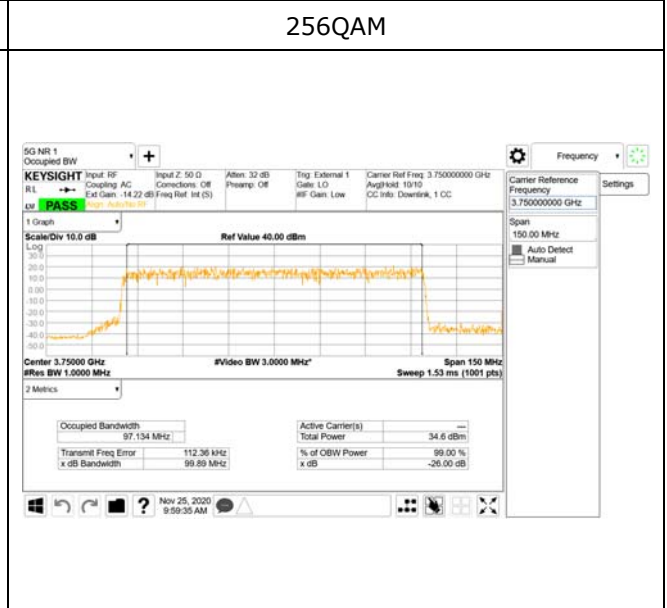 256QAM
5G NR 1
Occupied BW
Frequency
KEYSIGHT
Input: RF
Input Z: 50 Ω
Atten: 32 dB
Trig: External 1
Carrier Ref Freq: 3.750000000 GHz
RL
Coupling: AC
Corrections: Off
Preamp: Off
Gate: LO
Avg|Hold: 10/10
Ext Gain: -14.22 dB
Freq Ref: Int (S)
#IF Gain: Low
CC Info: Downlink, 1 CC
PASS
Align: Auto/No RF
Carrier Reference
Frequency
3.750000000 GHz
Settings
Span
150.00 MHz
Auto Detect
Manual
1 Graph
Scale/Div 10.0 dB
Ref Value 40.00 dBm
Log
30.0
20.0
10.0
0.00
-10.0
-20.0
-30.0
-40.0
-50.0
Center 3.75000 GHz
#Video BW 3.0000 MHz*
Span 150 MHz
#Res BW 1.0000 MHz
Sweep 1.53 ms (1001 pts)
2 Metrics
Occupied Bandwidth
97.134 MHz
Active Carrier(s)
---
Total Power
34.6 dBm
Transmit Freq Error
112.36 kHz
% of OBW Power
99.00 %
x dB Bandwidth
99.89 MHz
x dB
-26.00 dB
?
Nov 25, 2020
9:59:35 AM